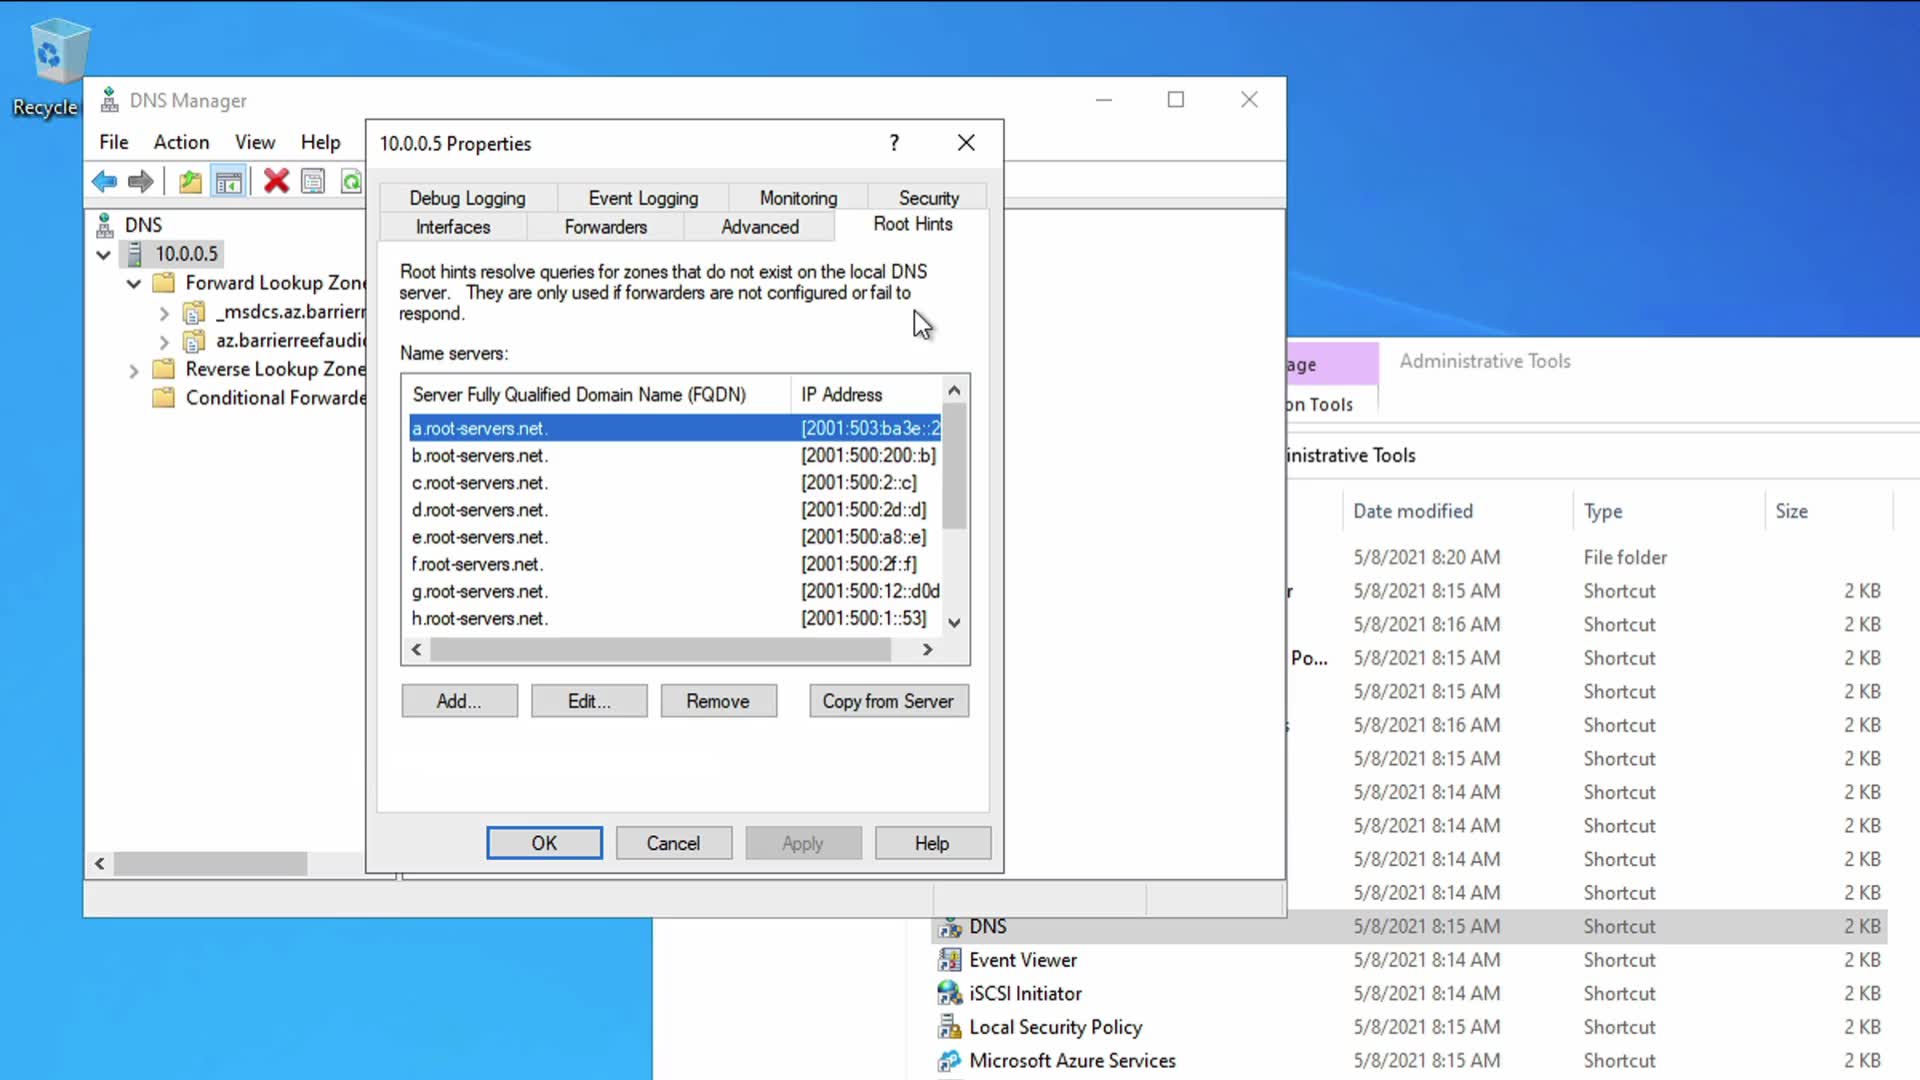 Recycle
DNS Manager
File Action View Help
10.0.0.5 Properties
?
Debug Logging Event Logging Monitoring Security
Interfaces Forwarders Advanced Root Hints
DNS
10.0.0.5
Forward Lookup Zone
_msdcs.az.barrierr
az.barrierreefaudi
Reverse Lookup Zone
Conditional Forwarde
Root hints resolve queries for zones that do not exist on the local DNS
server. They are only used if forwarders are not configured or fail to
respond.
Name servers:
Server Fully Qualified Domain Name (FQDN) IP Address
a.root-servers.net. [2001:503:ba3e::2
b.root-servers.net. [2001:500:200::b]
c.root-servers.net. [2001:500:2::c]
d.root-servers.net. [2001:500:2d::d]
e.root-servers.net. [2001:500:a8::e]
f.root-servers.net. [2001:500:2f::f]
g.root-servers.net. [2001:500:12::d0d
h.root-servers.net. [2001:500:1::53]
Add... Edit... Remove Copy from Server
OK Cancel Apply Help
age Administrative Tools
on Tools
inistrative Tools
Date modified Type Size
5/8/2021 8:20 AM File folder
r 5/8/2021 8:15 AM Shortcut 2 KB
5/8/2021 8:16 AM Shortcut 2 KB
Po... 5/8/2021 8:15 AM Shortcut 2 KB
5/8/2021 8:15 AM Shortcut 2 KB
s 5/8/2021 8:16 AM Shortcut 2 KB
5/8/2021 8:15 AM Shortcut 2 KB
5/8/2021 8:14 AM Shortcut 2 KB
5/8/2021 8:14 AM Shortcut 2 KB
5/8/2021 8:14 AM Shortcut 2 KB
5/8/2021 8:14 AM Shortcut 2 KB
DNS 5/8/2021 8:15 AM Shortcut 2 KB
Event Viewer 5/8/2021 8:14 AM Shortcut 2 KB
iSCSI Initiator 5/8/2021 8:14 AM Shortcut 2 KB
Local Security Policy 5/8/2021 8:15 AM Shortcut 2 KB
Microsoft Azure Services 5/8/2021 8:15 AM Shortcut 2 KB